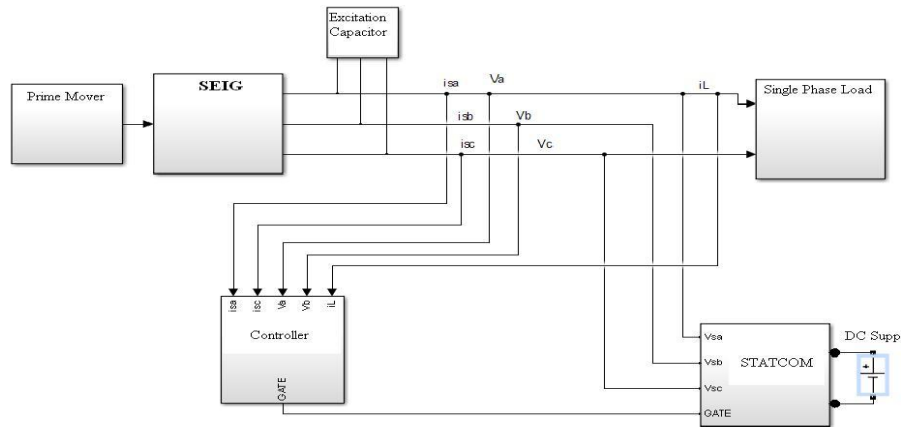 Excitation
Capacitor
Prime Mover
SEIG
isa
Va
iL
isb
Vb
isc
Vc
Single Phase Load
isa
isc
Va
Vb
iL
Controller
GATE
Vsa
Vsb
Vsc
GATE
STATCOM
DC Supp
+